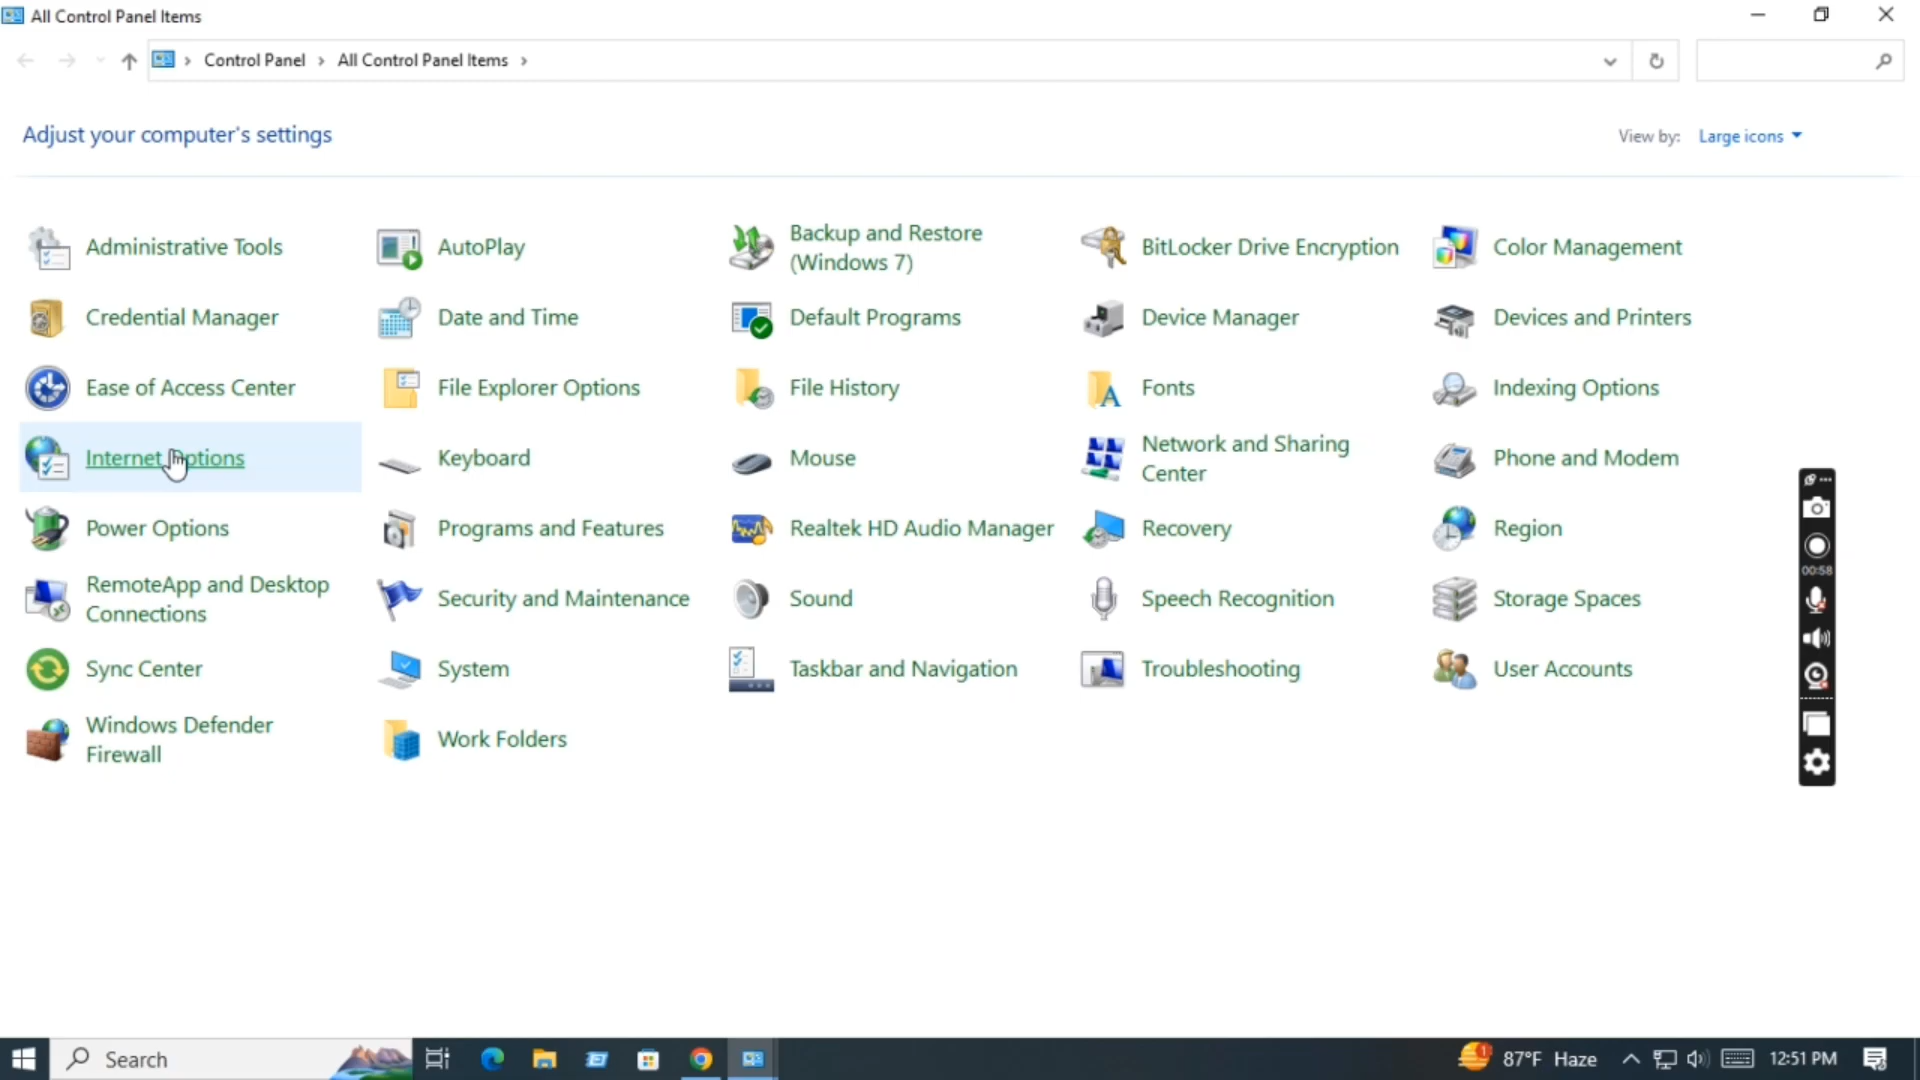 All Control Panel Items
Control Panel
All Control Panel Items
Adjust your computer's settings
View by: Large icons
Administrative Tools
AutoPlay
Backup and Restore
(Windows 7)
BitLocker Drive Encryption
Color Management
Credential Manager
Date and Time
Default Programs
Device Manager
Devices and Printers
Ease of Access Center
File Explorer Options
File History
Fonts
Indexing Options
Internet Options
Keyboard
Mouse
Network and Sharing
Center
Phone and Modem
Power Options
Programs and Features
Realtek HD Audio Manager
Recovery
Region
RemoteApp and Desktop
Connections
Security and Maintenance
Sound
Speech Recognition
Storage Spaces
Sync Center
System
Taskbar and Navigation
Troubleshooting
User Accounts
Windows Defender
Firewall
Work Folders
00:58
Search
1
87°F Haze
12:51 PM